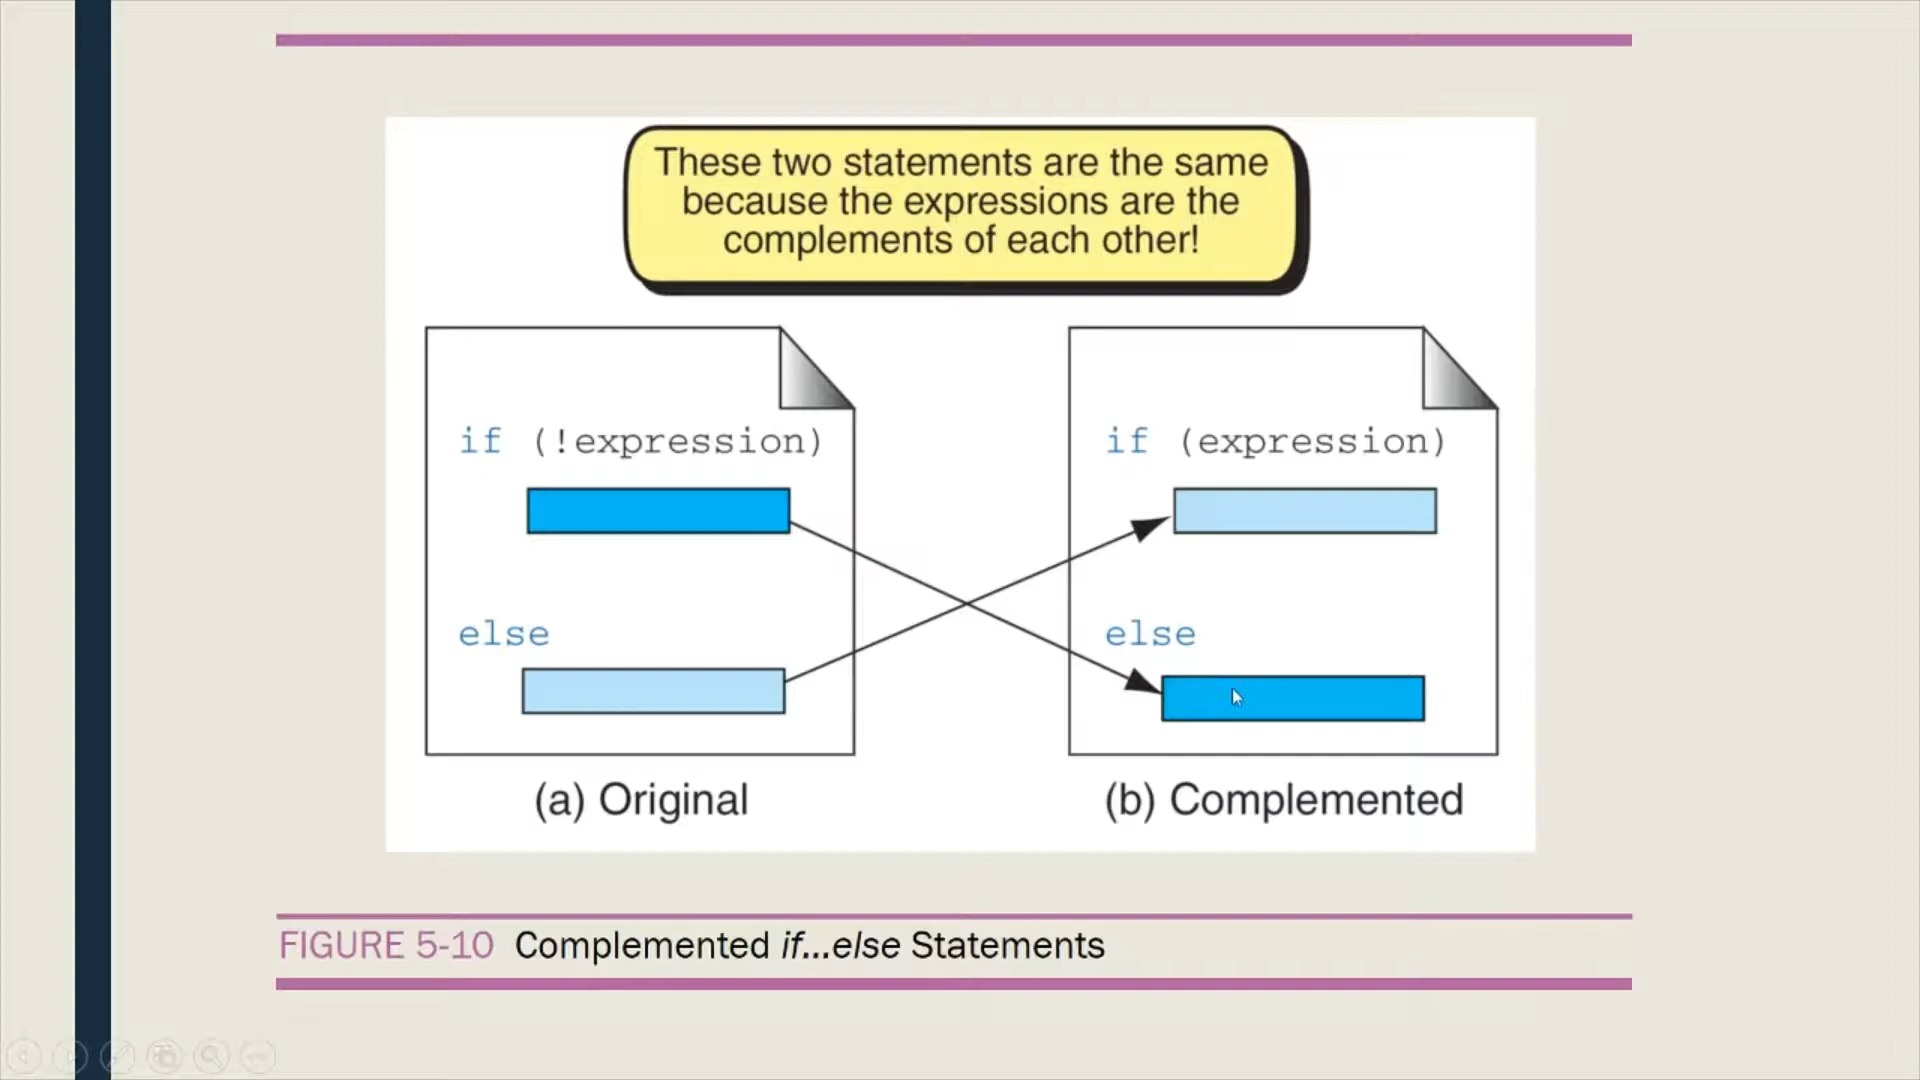 These two statements are the same
because the expressions are the
complements of each other!
if (!expression)
else
(a) Original
if (expression)
else
(b) Complemented
FIGURE 5-10 Complemented if...else Statements